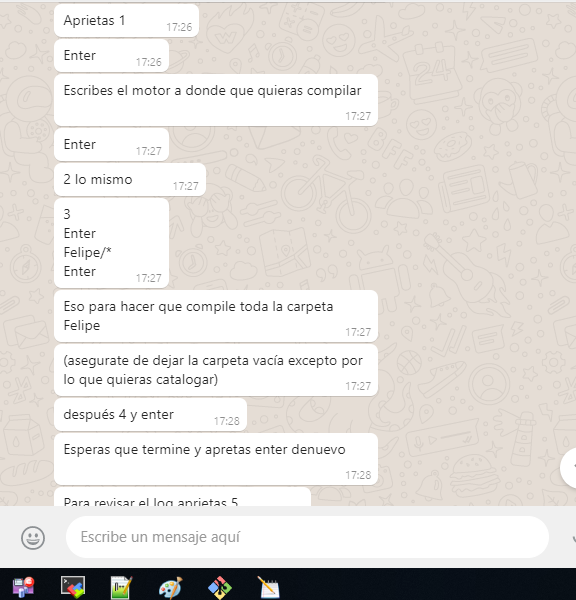 Aprietas 1
17:26
Enter
17:26
Escribes el motor a donde que quieras compilar
17:27
Enter
17:27
2 lo mismo
17:27
3
Enter
Felipe/*
Enter
17:27
Eso para hacer que compile toda la carpeta
Felipe
17:27
(asegurate de dejar la carpeta vacía excepto por
lo que quieras catalogar)
17:27
después 4 y enter
17:28
Esperas que termine y apretas enter denuevo
17:28
Para revisar el log aprietas 5
Escribe un mensaje aquí